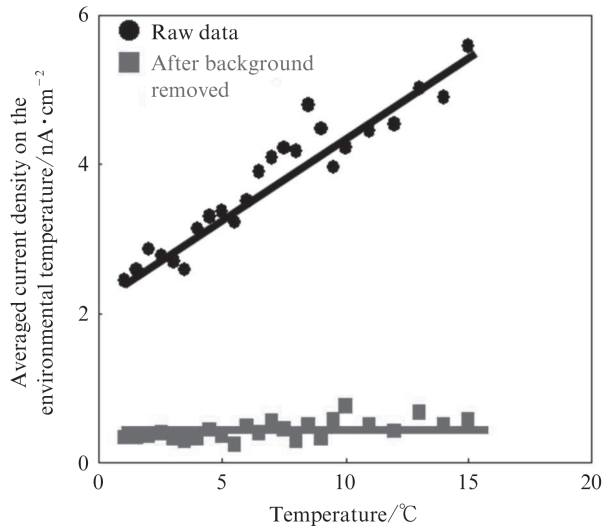 Averaged current density on the
environmental temperature/nA·cm⁻²
6
4
2
0
Raw data
After background
removed
0
5
10
15
20
Temperature/℃